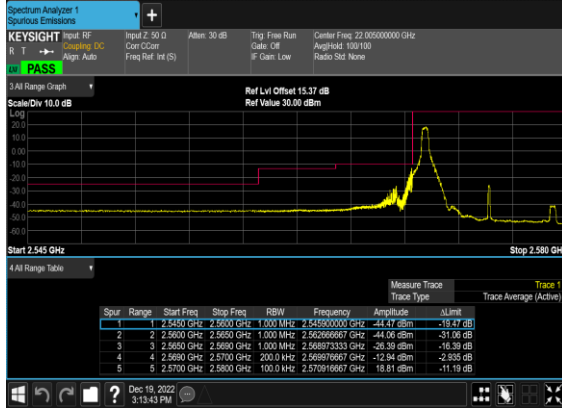 Spectrum Analyzer 1
Spurious Emissions
KEYSIGHT Input: RF Input Z: 50 Ω Atten: 30 dB Trig: Free Run Center Freq: 22.005000000 GHz
R T Coupling: DC Corr CCorr Gate: Off Avg|Hold: 100/100
Align: Auto Freq Ref: Int (S) IF Gain: Low Radio Std: None
PASS
3 All Range Graph
Ref Lvl Offset 15.37 dB
Scale/Div 10.0 dB Ref Value 30.00 dBm
Log
20.0
10.0
0.00
-10.0
-20.0
-30.0
-40.0
-50.0
-60.0
Start 2.545 GHz Stop 2.580 GH
4 All Range Table
Measure Trace Trace 1
Trace Type Trace Average (Active)
Spur Range Start Freq Stop Freq RBW Frequency Amplitude ΔLimit
1 1 2.5450 GHz 2.5600 GHz 1.000 MHz 2.545900000 GHz -44.47 dBm -19.47 dB
2 2 2.5600 GHz 2.5650 GHz 1.000 MHz 2.562666667 GHz -44.06 dBm -31.06 dB
3 3 2.5650 GHz 2.5690 GHz 1.000 MHz 2.568973333 GHz -26.39 dBm -16.39 dB
4 4 2.5690 GHz 2.5700 GHz 200.0 kHz 2.569976667 GHz -12.94 dBm -2.935 dB
5 5 2.5700 GHz 2.5800 GHz 100.0 kHz 2.570916667 GHz 18.81 dBm -11.19 dB
? Dec 19, 2022
3:13:43 PM